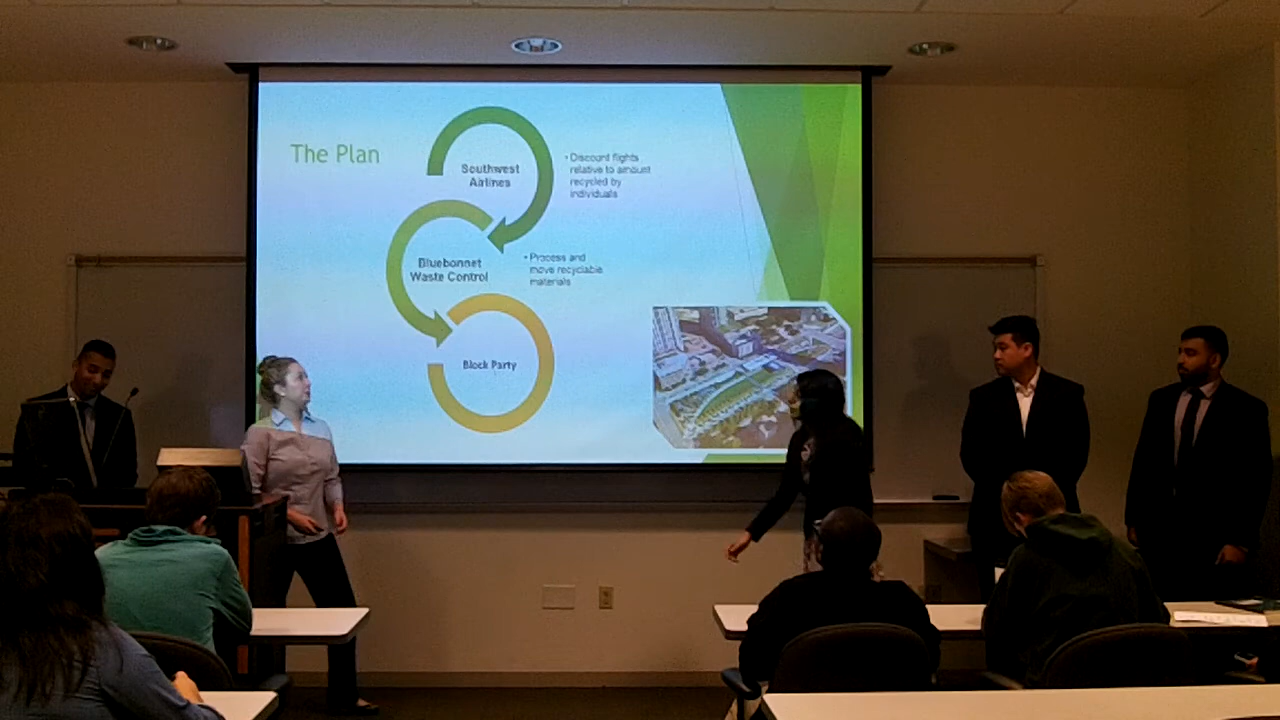 The Plan
Southwest
Airlines
• Discount flights
relative to amount
recycled by
individuals
Bluebonnet
Waste Control
• Process and
move recyclable
materials
Block Party